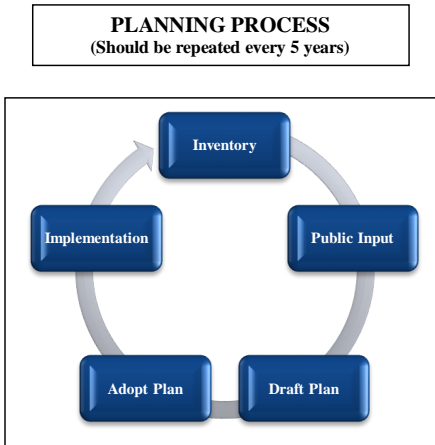 PLANNING PROCESS
(Should be repeated every 5 years)
Inventory
Public Input
Draft Plan
Adopt Plan
Implementation